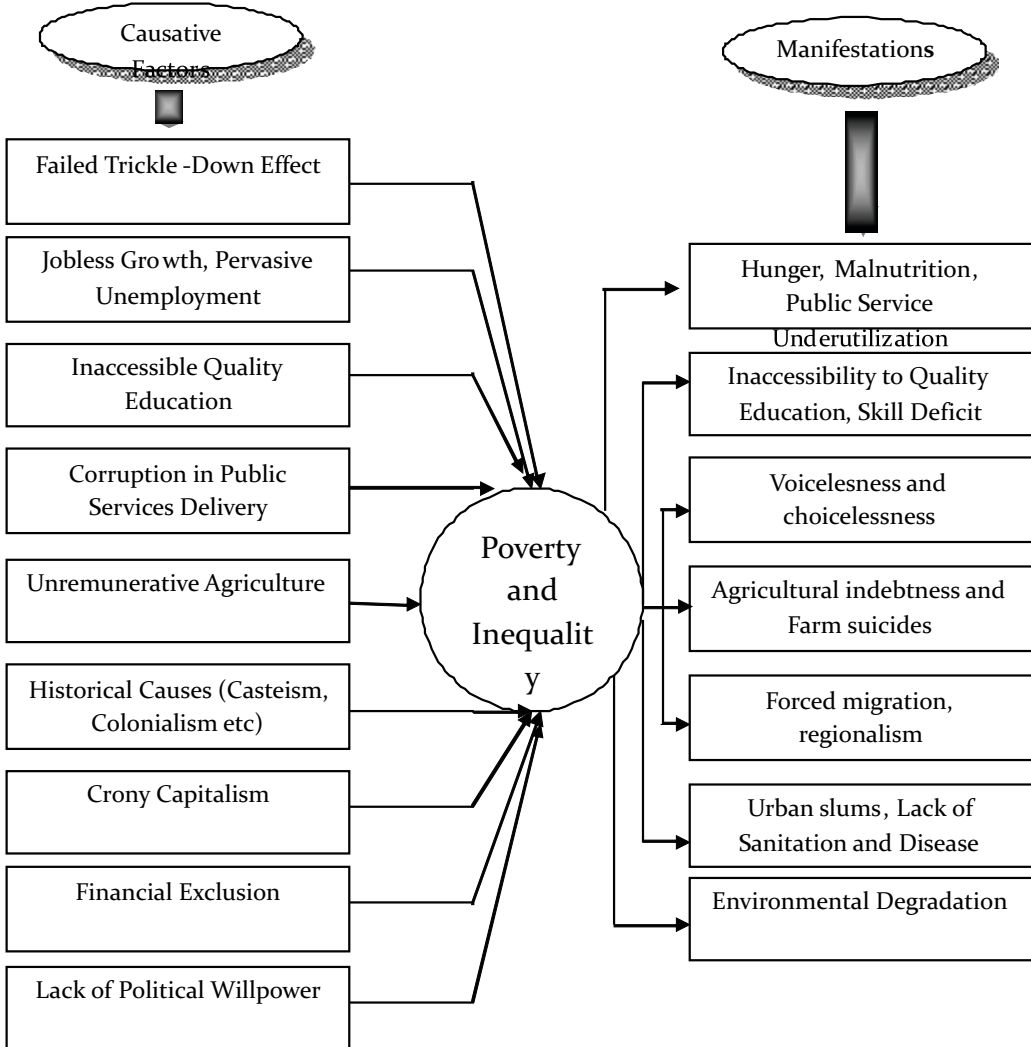 Causative
Factors
Failed Trickle -Down Effect
Jobless Growth, Pervasive
Unemployment
Inaccessible Quality
Education
Corruption in Public
Services Delivery
Unremunerative Agriculture
Historical Causes (Casteism,
Colonialism etc)
Crony Capitalism
Financial Exclusion
Lack of Political Willpower
Poverty
and
Inequalit
y
Manifestations
Hunger, Malnutrition,
Public Service
Underutilization
Inaccessibility to Quality
Education, Skill Deficit
Voicelesness and
choicelessness
Agricultural indebtness and
Farm suicides
Forced migration,
regionalism
Urban slums, Lack of
Sanitation and Disease
Environmental Degradation